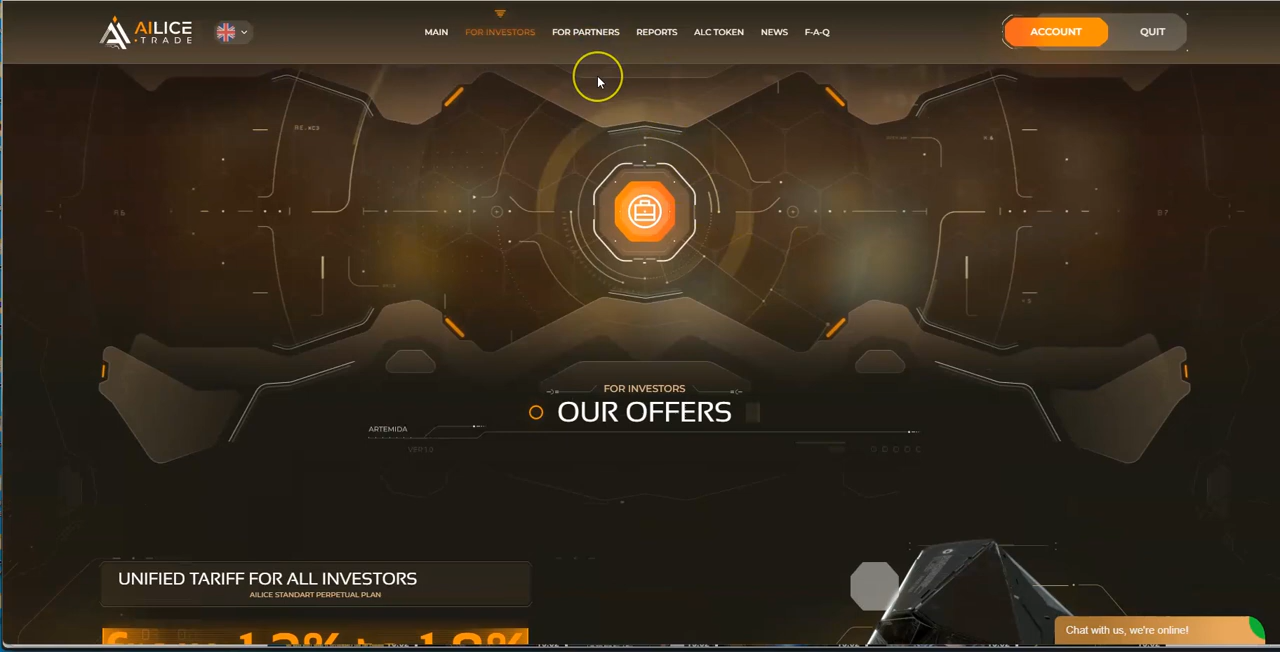 AILICE
TRADE
MAIN
FOR INVESTORS
FOR PARTNERS
REPORTS
ALC TOKEN
NEWS
F-A-Q
ACCOUNT
QUIT
FOR INVESTORS
OUR OFFERS
ARTEMIDA
UNIFIED TARIFF FOR ALL INVESTORS
AILICE STANDART PERPETUAL PLAN
Chat with us, we're online!